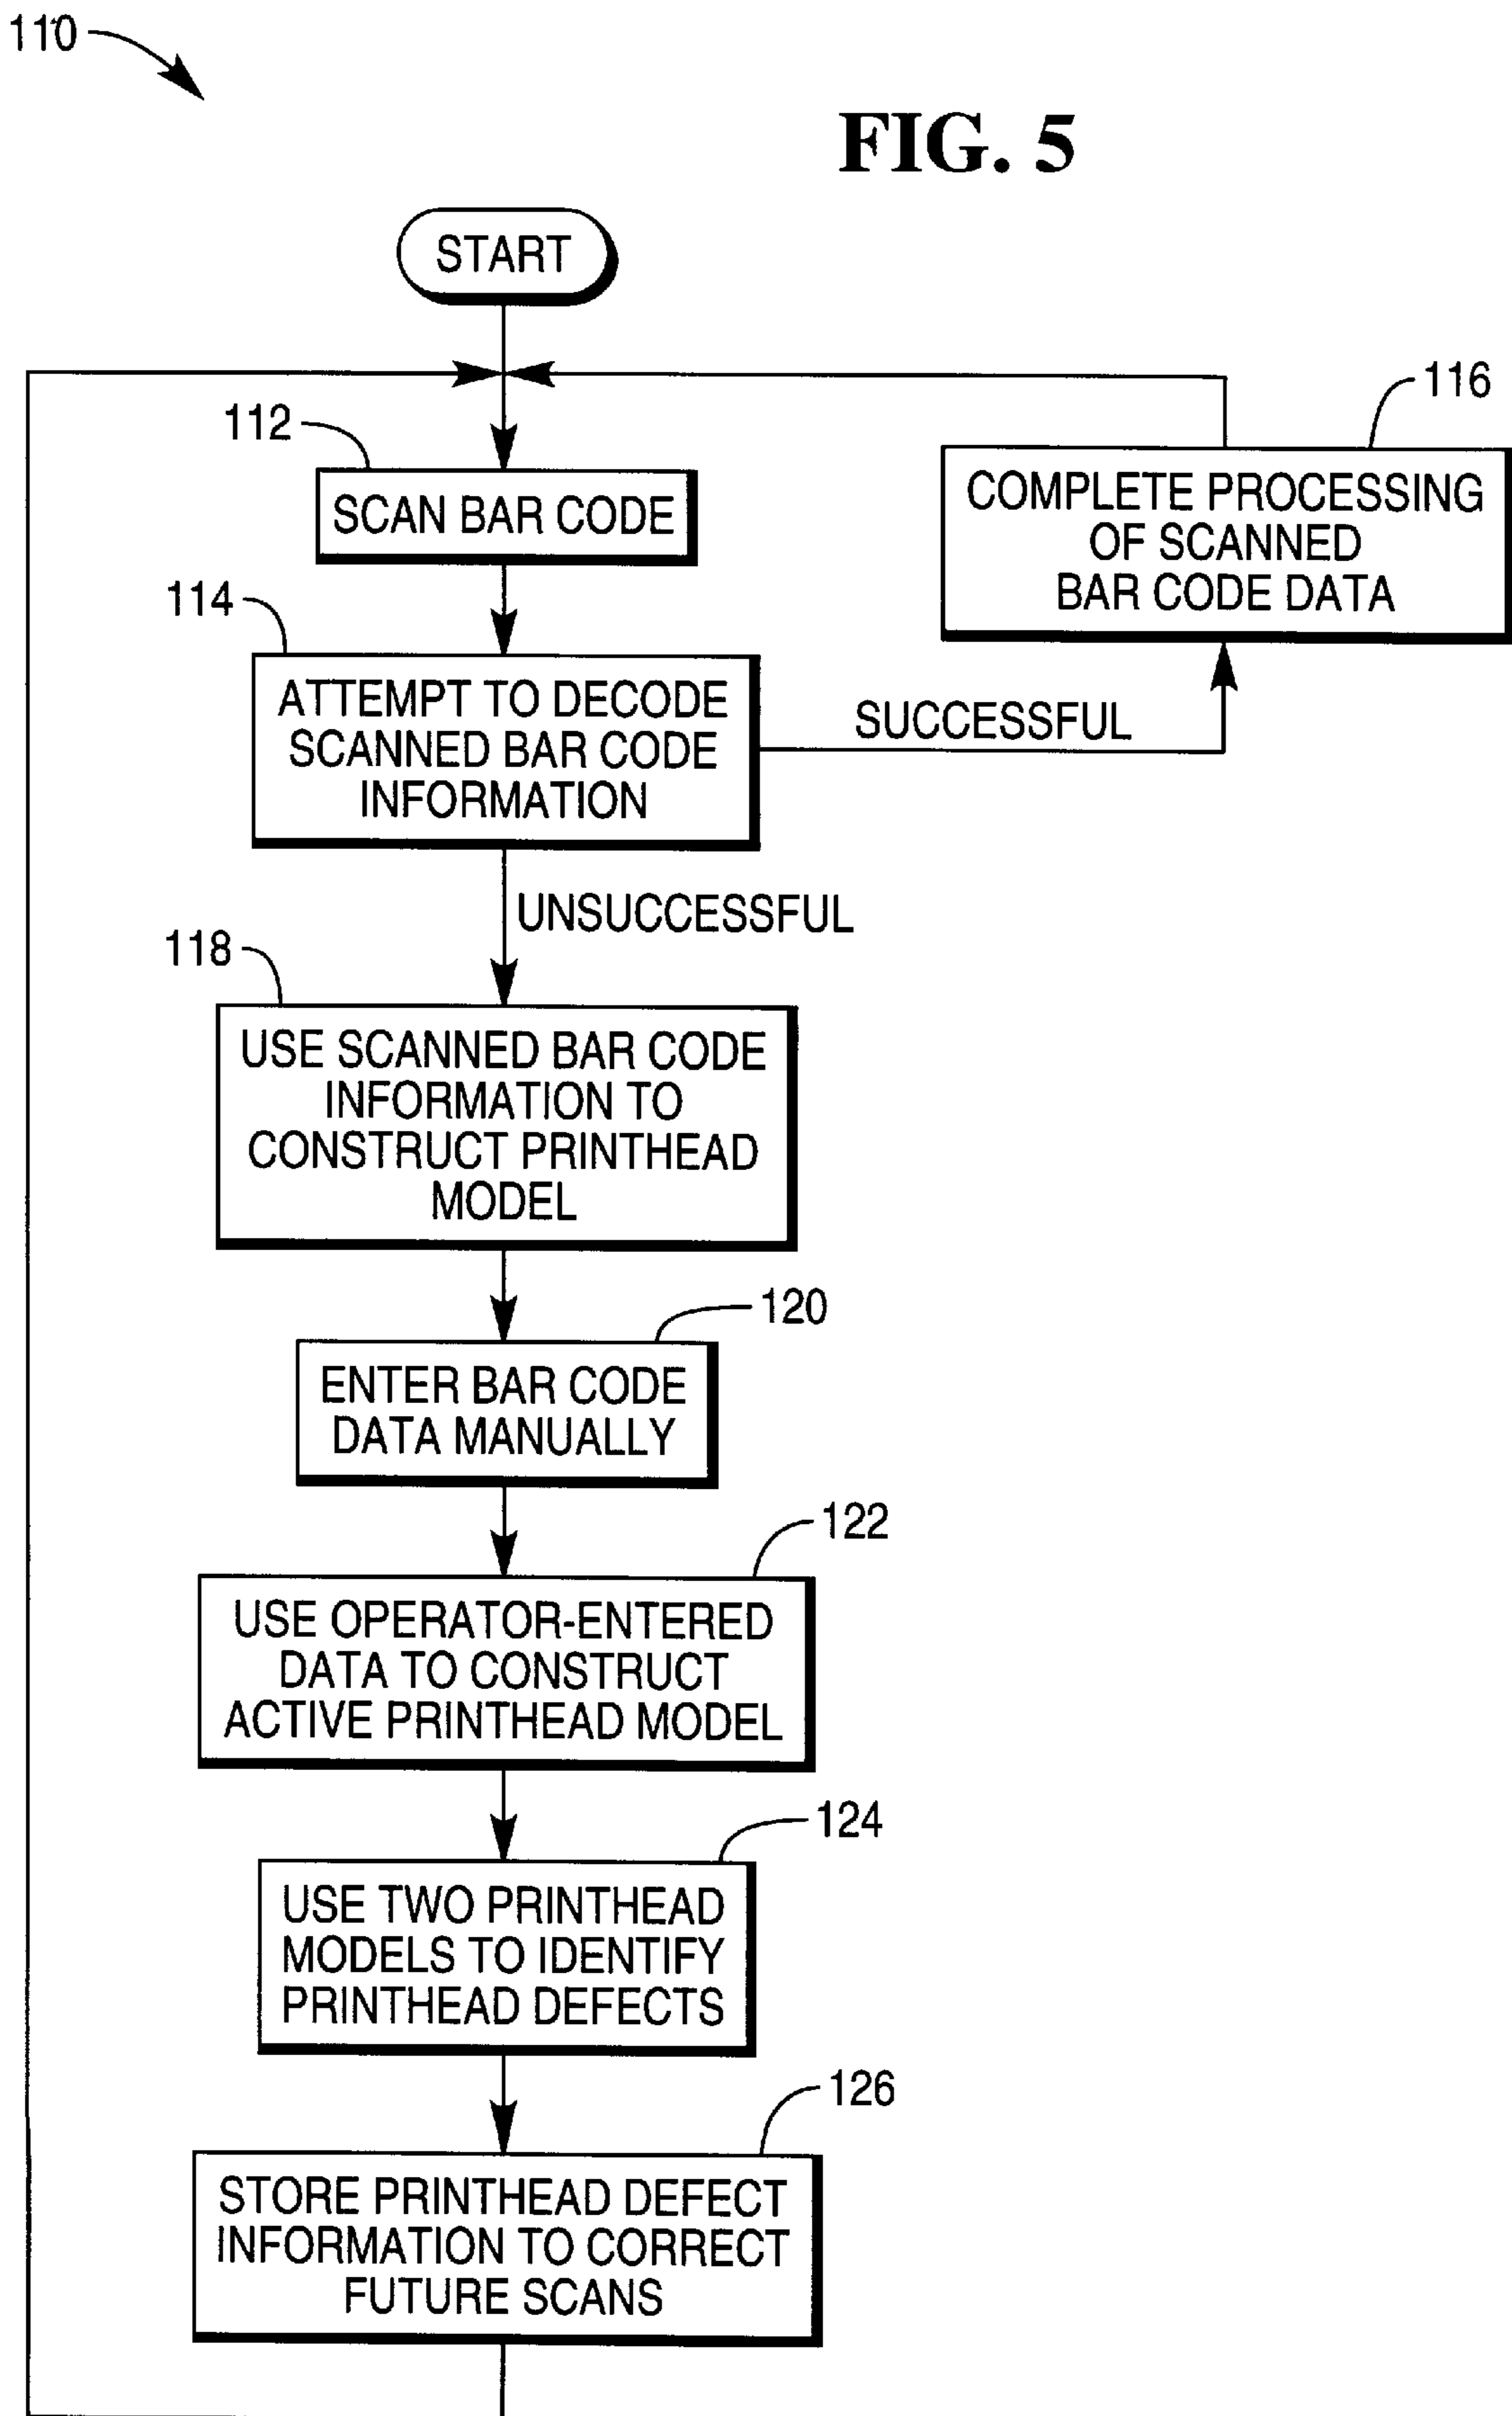 110
FIG. 5
START
112
116
SCAN BAR CODE
COMPLETE PROCESSING
OF SCANNED
BAR CODE DATA
114
ATTEMPT TO DECODE
SCANNED BAR CODE
INFORMATION
SUCCESSFUL
UNSUCCESSFUL
118
USE SCANNED BAR CODE
INFORMATION TO
CONSTRUCT PRINTHEAD
MODEL
120
ENTER BAR CODE
DATA MANUALLY
122
USE OPERATOR-ENTERED
DATA TO CONSTRUCT
ACTIVE PRINTHEAD MODEL
124
USE TWO PRINTHEAD
MODELS TO IDENTIFY
PRINTHEAD DEFECTS
126
STORE PRINTHEAD DEFECT
INFORMATION TO CORRECT
FUTURE SCANS